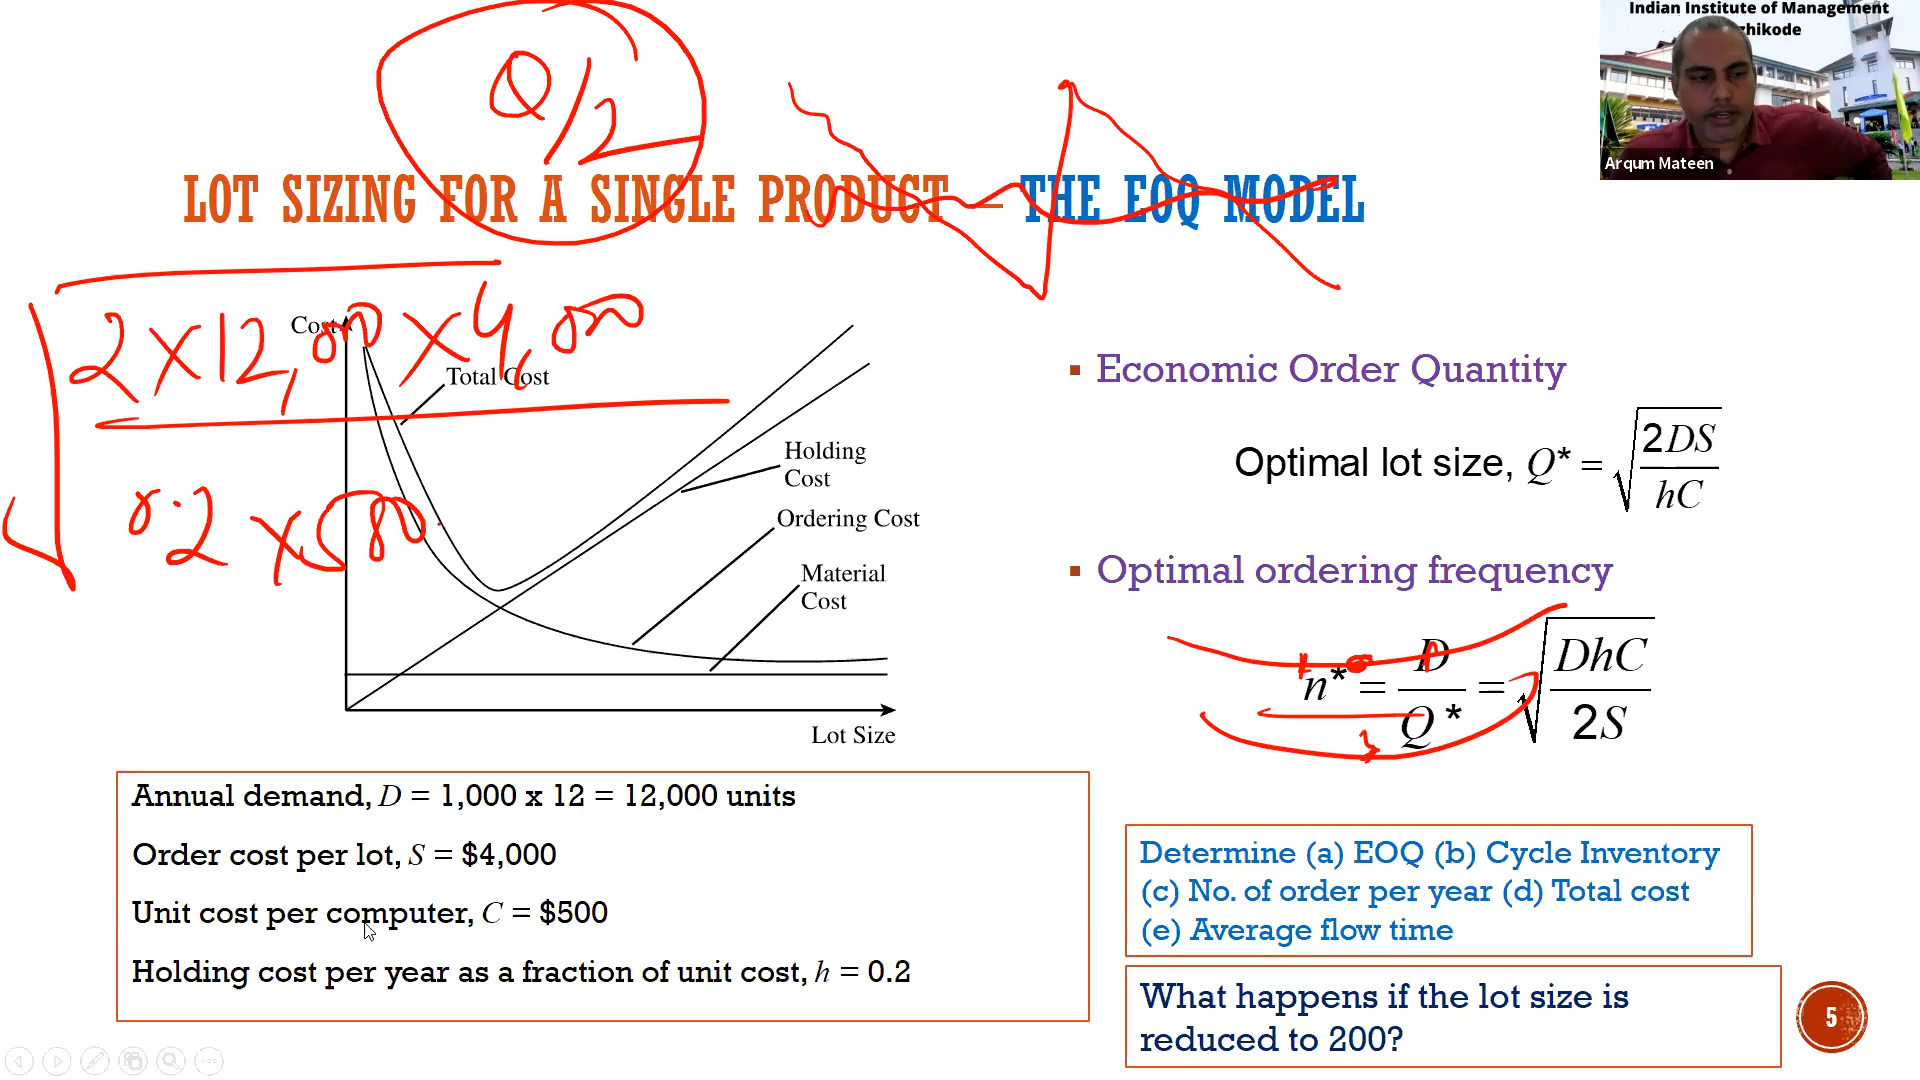 Indian Institute of Management
zhikode
Arqum Mateen
Q/2
LOT SIZING FOR A SINGLE PRODUCT – THE EOQ MODEL
2 X 12,000 X 4,000
0.2 X 500
Cost
Total Cost
Holding
Cost
Ordering Cost
Material
Cost
Lot Size
▪ Economic Order Quantity
Optimal lot size, Q* = √(2DS/hC)
▪ Optimal ordering frequency
n* = D/Q* = √(DhC/2S)
Annual demand, D = 1,000 x 12 = 12,000 units
Order cost per lot, S = $4,000
Unit cost per computer, C = $500
Holding cost per year as a fraction of unit cost, h = 0.2
Determine (a) EOQ (b) Cycle Inventory
(c) No. of order per year (d) Total cost
(e) Average flow time
What happens if the lot size is
reduced to 200?
5